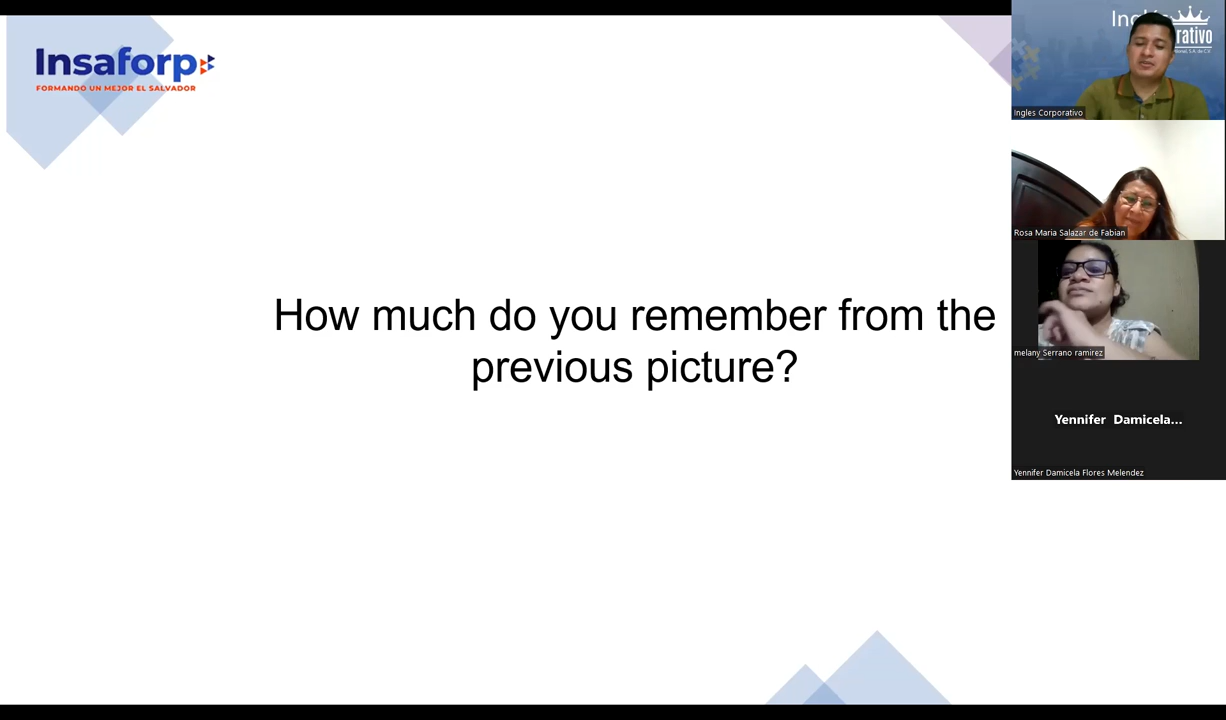 Insaforp
FORMANDO UN MEJOR EL SALVADOR
How much do you remember from the
previous picture?
Ingles Corporativo
Rosa Maria Salazar de Fabian
melany Serrano ramirez
Yennifer Damicela...
Yennifer Damicela Flores Melendez